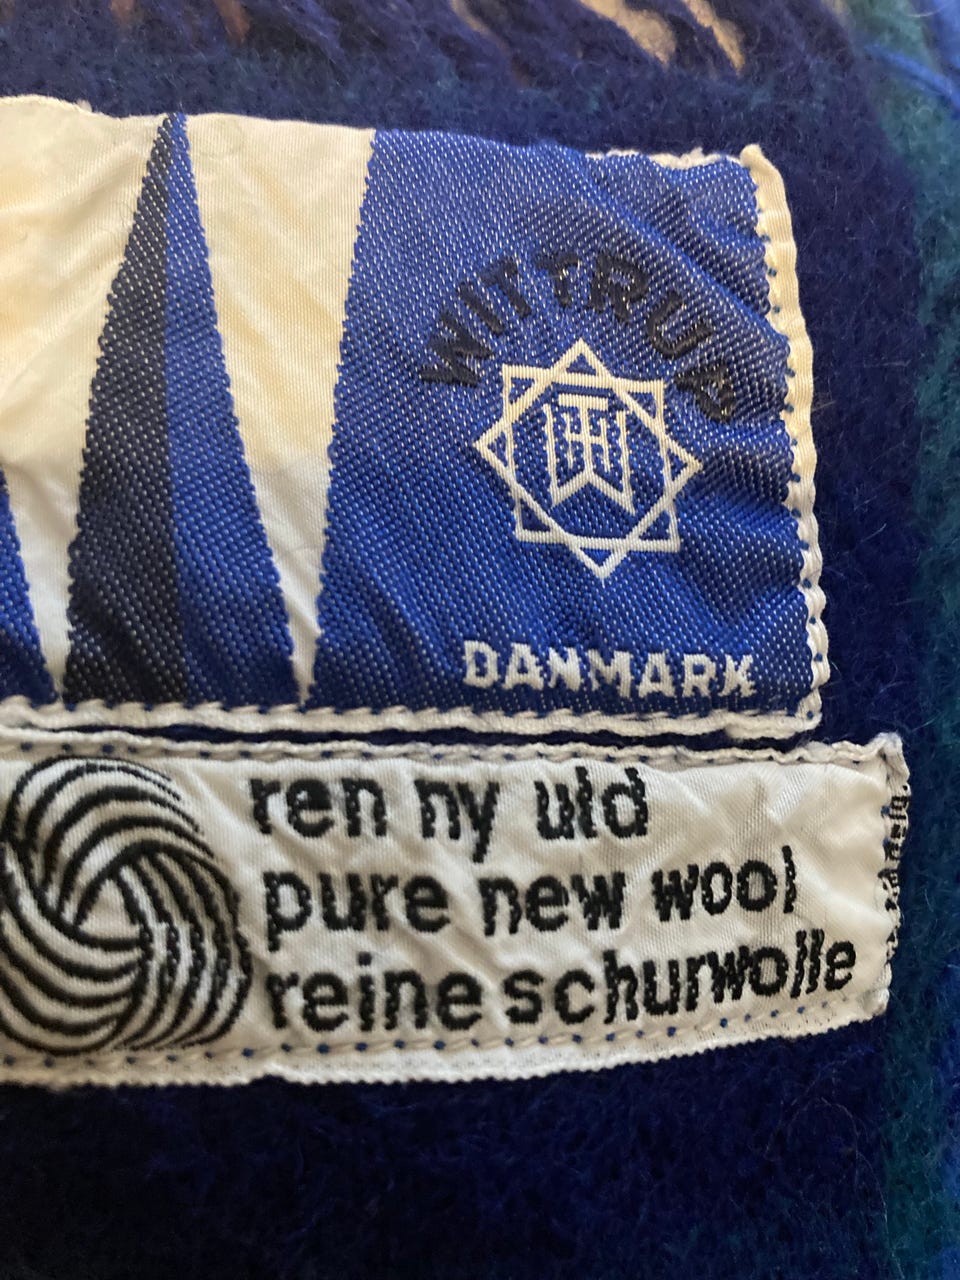 WITTRUP
DANMARK
ren ny uld
pure new wool
reine schurwolle